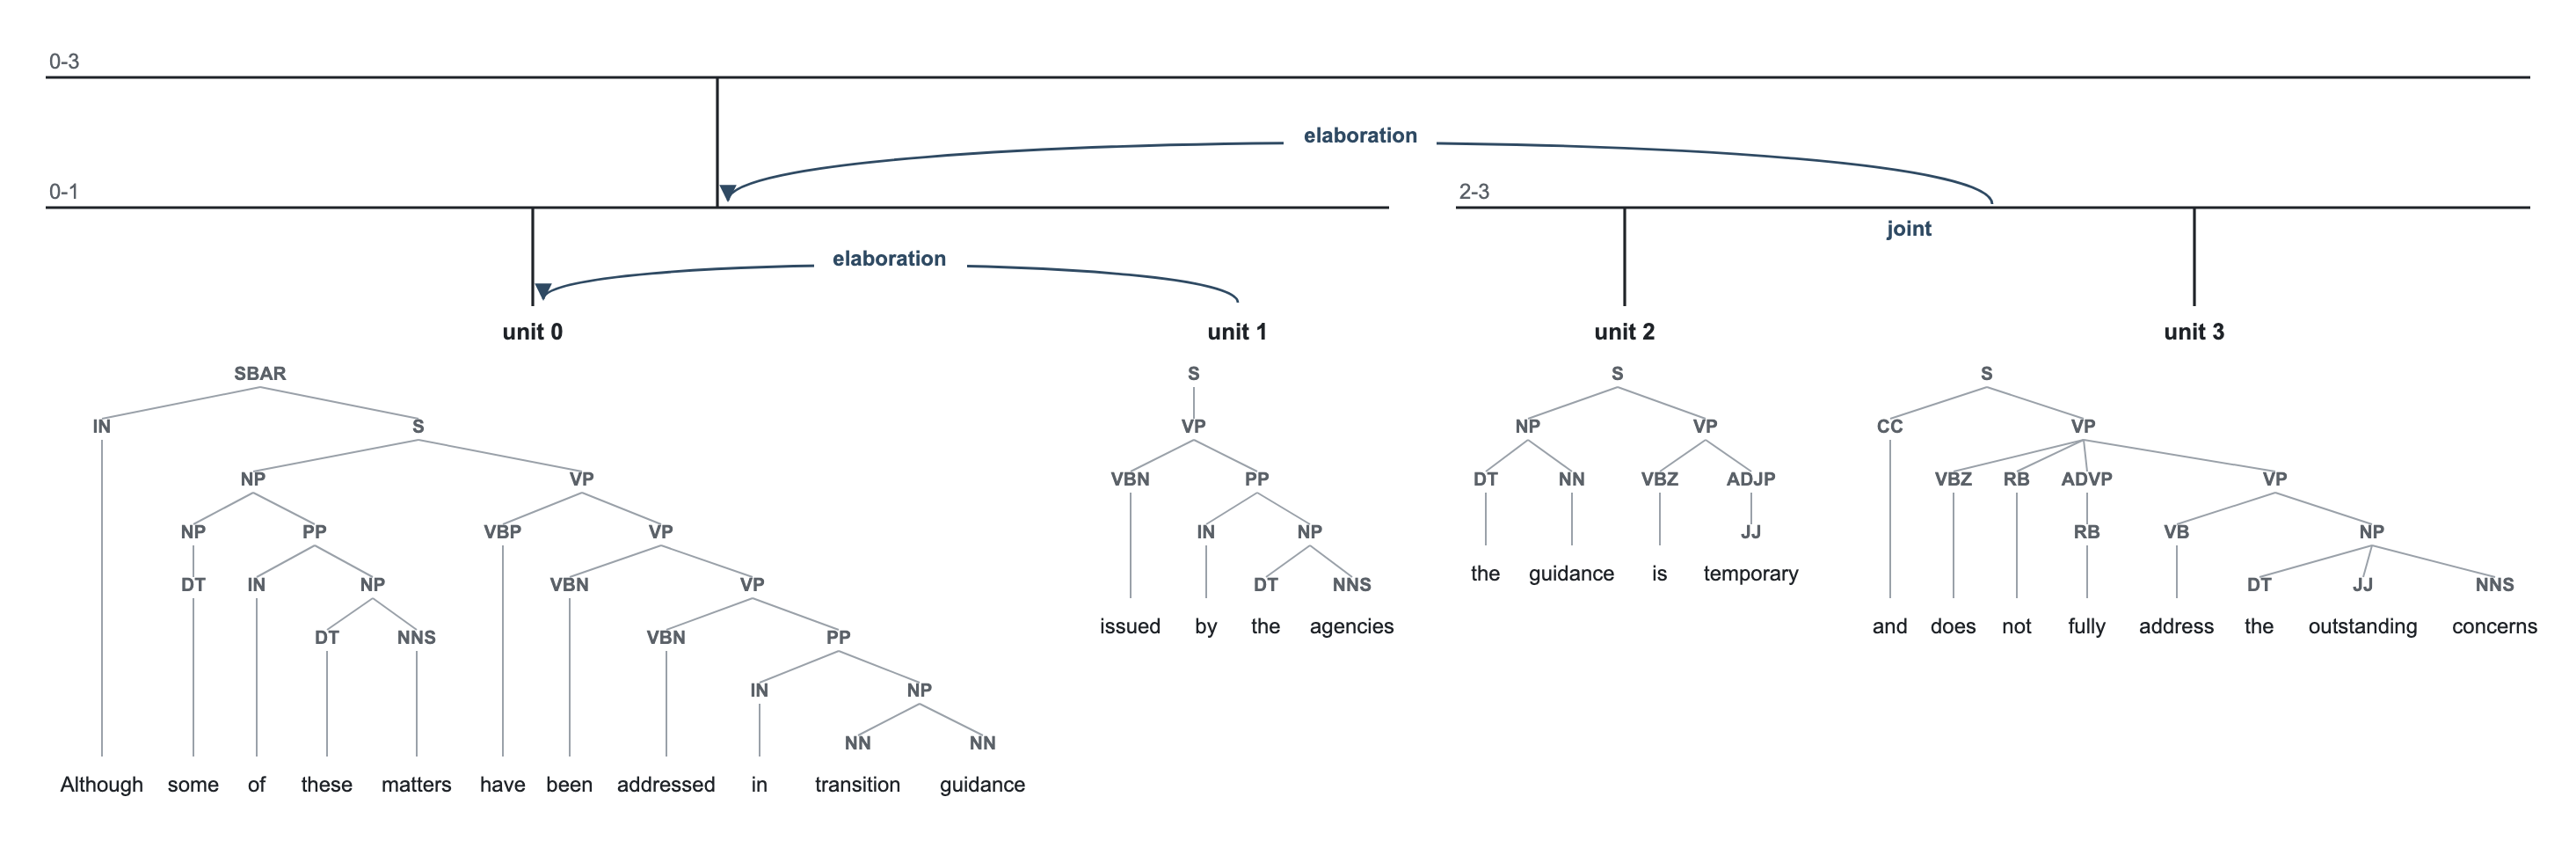 0-3
elaboration
0-1
2-3
joint
elaboration
unit 0 unit 1 unit 2 unit 3
SBAR S S S
IN S VP NP VP CC VP
NP VP VBN PP DT NN VBZ ADJP VBZ RB ADVP VP
NP PP VBP VP IN NP JJ RB VB NP
the guidance is temporary
DT IN NP VBN VP DT NNS DT JJ NNS
issued by the agencies and does not fully address the outstanding concerns
DT NNS VBN PP
IN NP
NN NN
Although some of these matters have been addressed in transition guidance